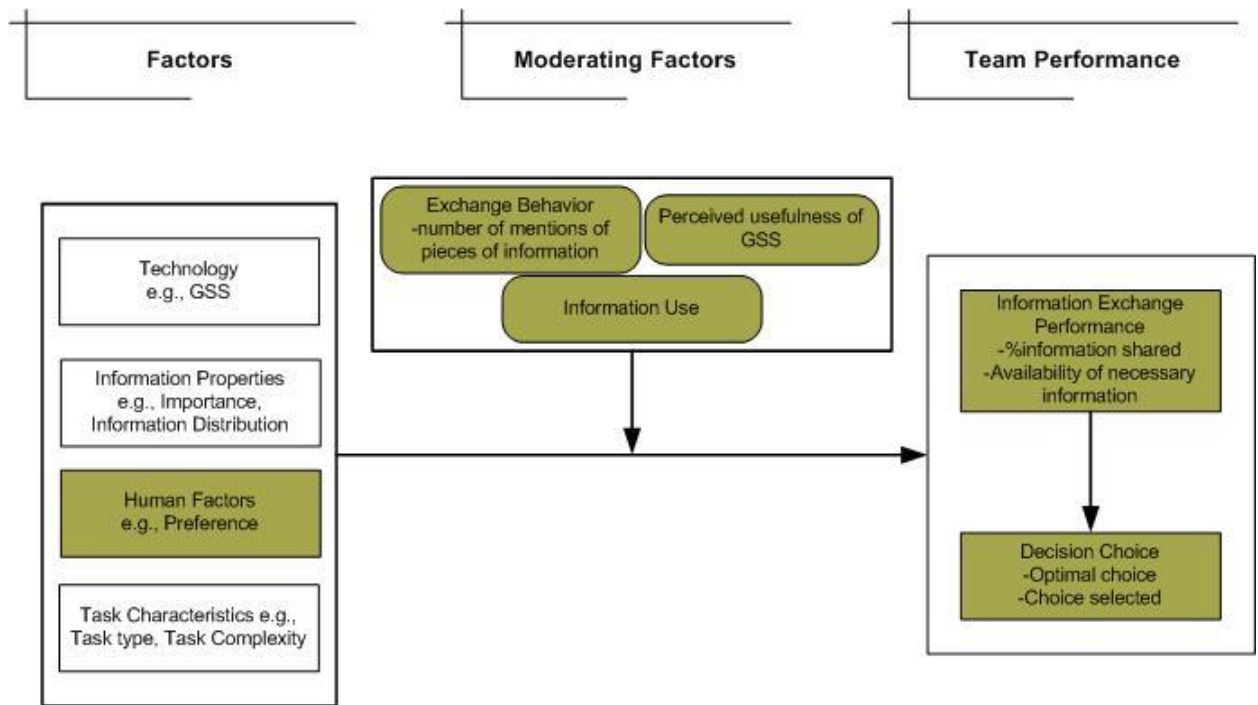 Factors
Moderating Factors
Team Performance
Technology
e.g., GSS
Information Properties
e.g., Importance,
Information Distribution
Human Factors
e.g., Preference
Task Characteristics e.g.,
Task type, Task Complexity
Exchange Behavior
-number of mentions of
pieces of information
Perceived usefulness of
GSS
Information Use
Information Exchange
Performance
-%information shared
-Availability of necessary
information
Decision Choice
-Optimal choice
-Choice selected